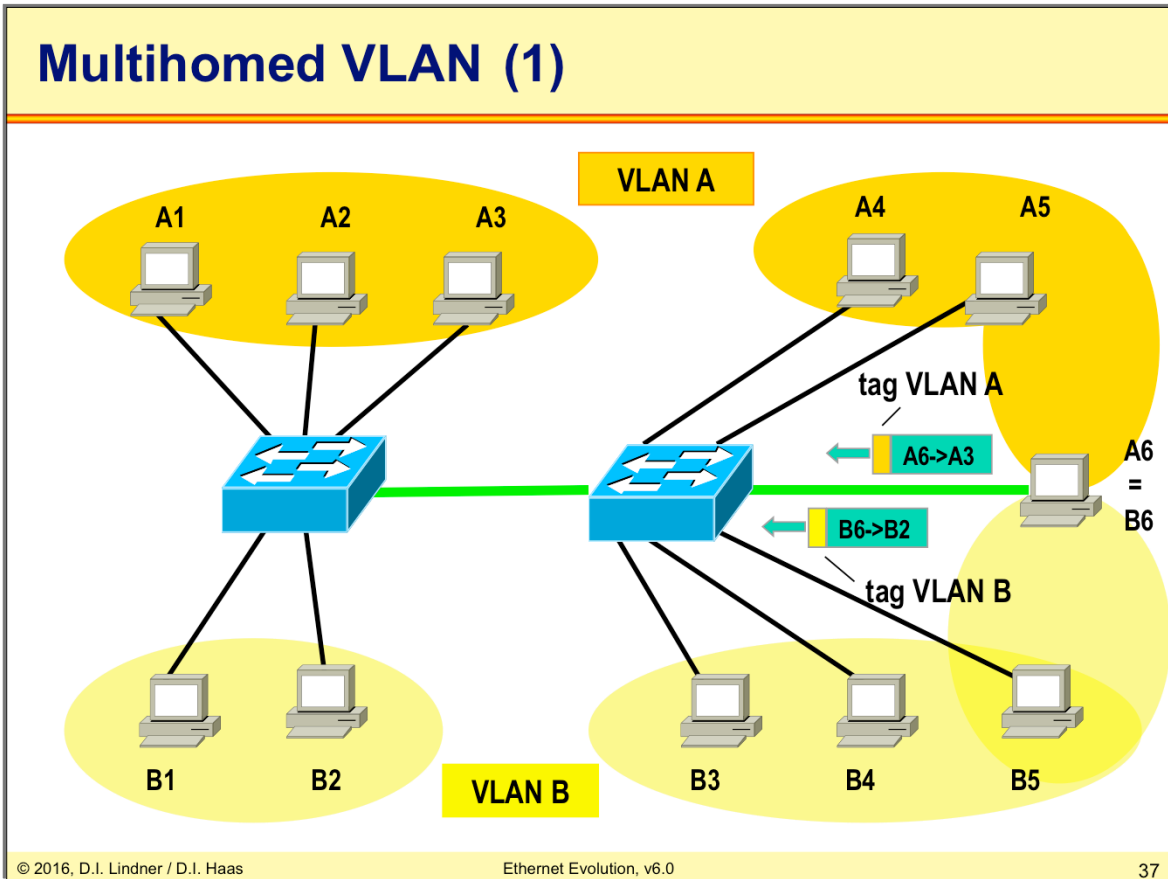 Multihomed VLAN (1)
VLAN A
A1
A2
A3
A4
A5
tag VLAN A
A6->A3
A6
=
B6
B6->B2
tag VLAN B
B1
B2
VLAN B
B3
B4
B5
© 2016, D.I. Lindner / D.I. Haas
Ethernet Evolution, v6.0
37